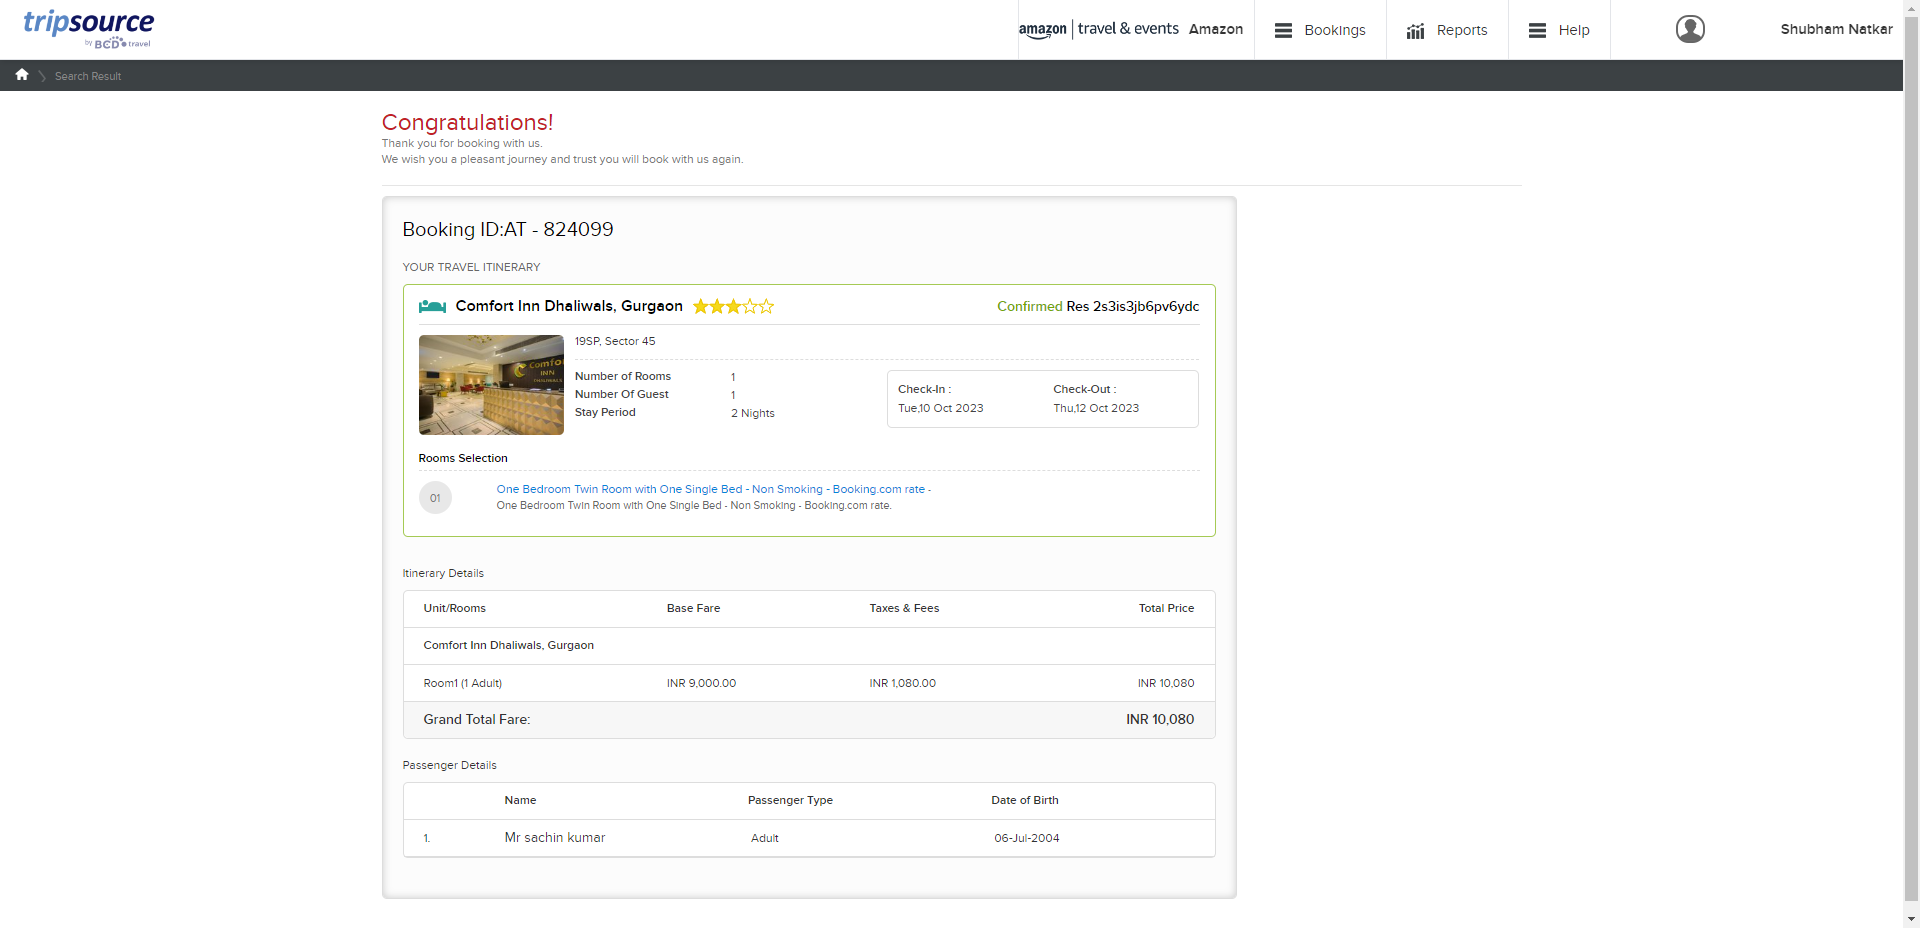 tripsource
by BCD travel
amazon | travel & events Amazon
Bookings
Reports
Help
Shubham Natkar
Search Result
Congratulations!
Thank you for booking with us.
We wish you a pleasant journey and trust you will book with us again.
Booking ID:AT - 824099
YOUR TRAVEL ITINERARY
Comfort Inn Dhaliwals, Gurgaon
Confirmed Res 2s3is3jb6pv6ydc
19SP, Sector 45
Comfo
INN
DHALIWALS
Number of Rooms 1
Number Of Guest 1
Stay Period 2 Nights
Check-In : Check-Out :
Tue,10 Oct 2023 Thu,12 Oct 2023
Rooms Selection
01
One Bedroom Twin Room with One Single Bed - Non Smoking - Booking.com rate -
One Bedroom Twin Room with One Single Bed - Non Smoking - Booking.com rate.
Itinerary Details
Unit/Rooms Base Fare Taxes & Fees Total Price
Comfort Inn Dhaliwals, Gurgaon
Room1 (1 Adult) INR 9,000.00 INR 1,080.00 INR 10,080
Grand Total Fare: INR 10,080
Passenger Details
Name Passenger Type Date of Birth
1. Mr sachin kumar Adult 06-Jul-2004